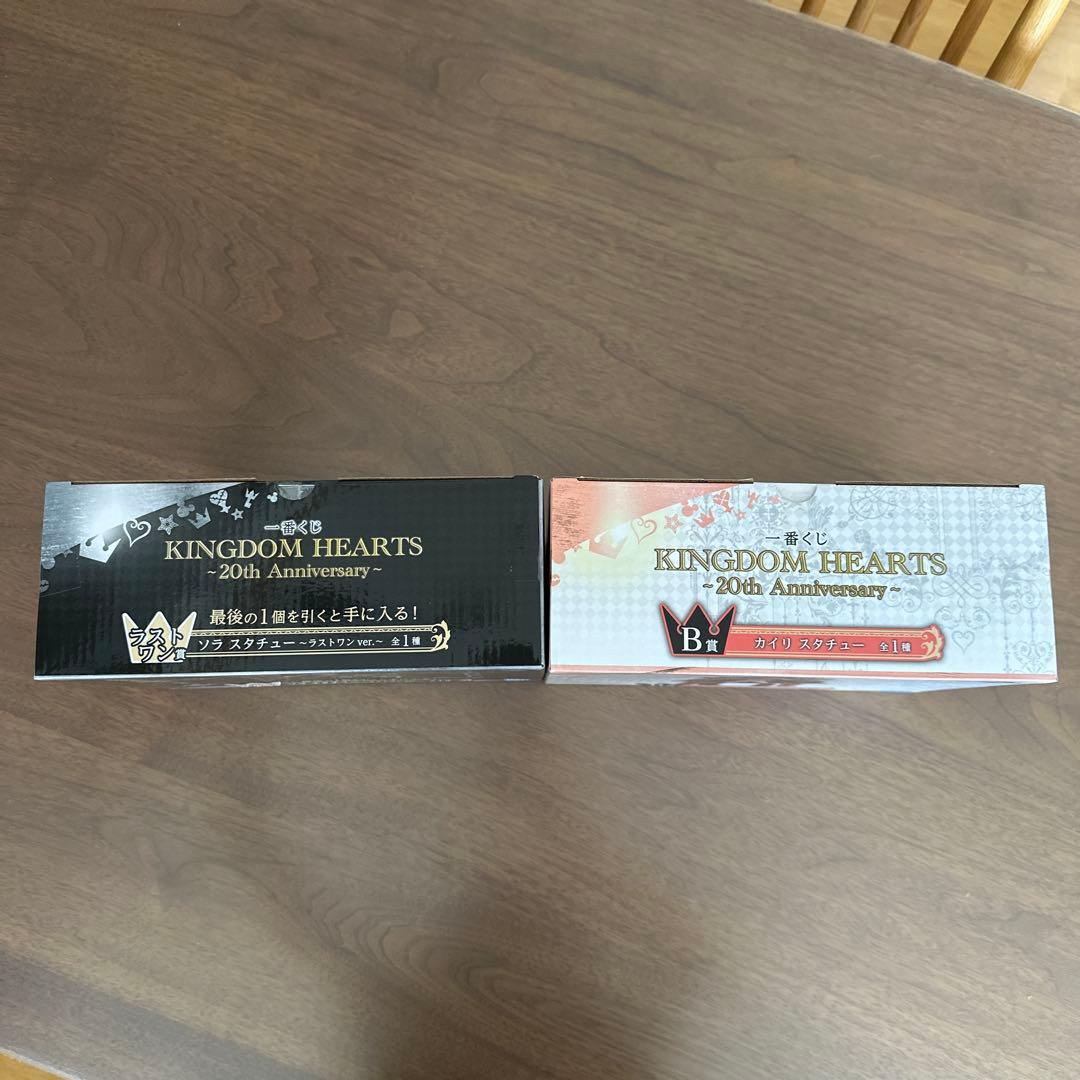 一番くじ
KINGDOM HEARTS
~20th Anniversary~
最後の1個を引くと手に入る!
ラストワン賞
ソラ スタチュー ~ラストワンver.~ 全1種
一番くじ
KINGDOM HEARTS
~20th Anniversary~
B賞
カイリ スタチュー 全1種